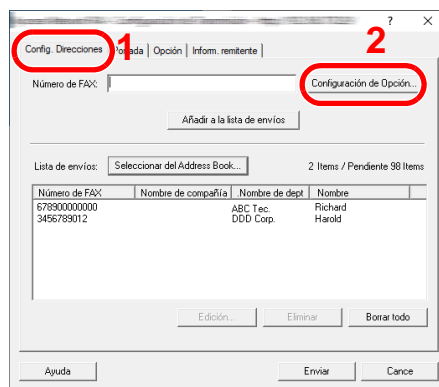 ? ×
Config. Direcciones 1 Portada Opción Inform. remitente 2
Número de FAX: Configuración de Opción...
Añadir a la lista de envíos
Lista de envíos: Seleccionar del Address Book... 2 Items / Pendiente 98 Items
Número de FAX Nombre de compañía .Nombre de dept Nombre
678900000000 ABC Tec. Richard
3456789012 DDD Corp. Harold
Edición... Eliminar Borrar todo
Ayuda Enviar Cance